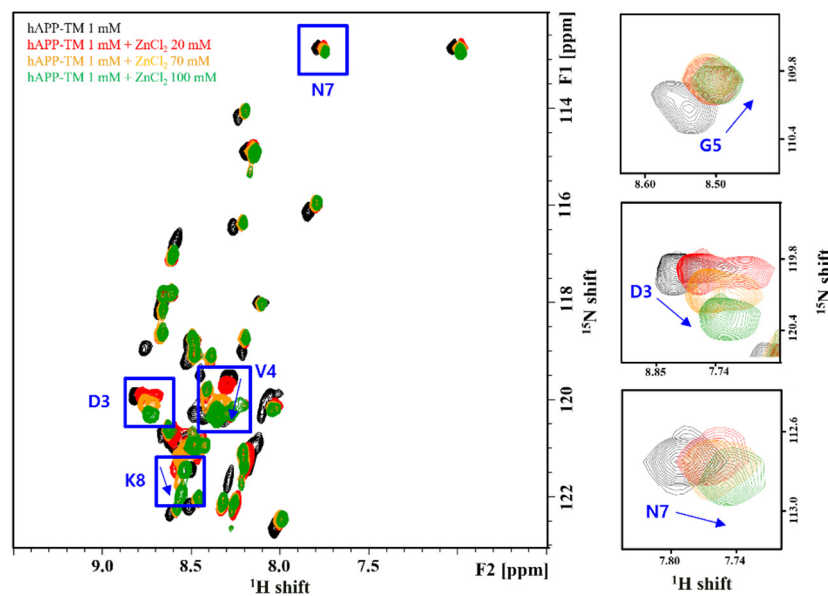 hAPP-TM 1 mM
hAPP-TM 1 mM + ZnCl₂ 20 mM
hAPP-TM 1 mM + ZnCl₂ 70 mM
hAPP-TM 1 mM + ZnCl₂ 100 mM
N7
F1 [ppm]
114
116
118
120
122
¹⁵N shift
D3
V4
K8
9.0
8.5
8.0
7.5
F2 [ppm]
¹H shift
G5
109.8
110.4
8.60
8.50
D3
119.8
120.4
8.85
7.74
¹⁵N shift
N7
112.6
113.0
7.80
7.74
¹H shift